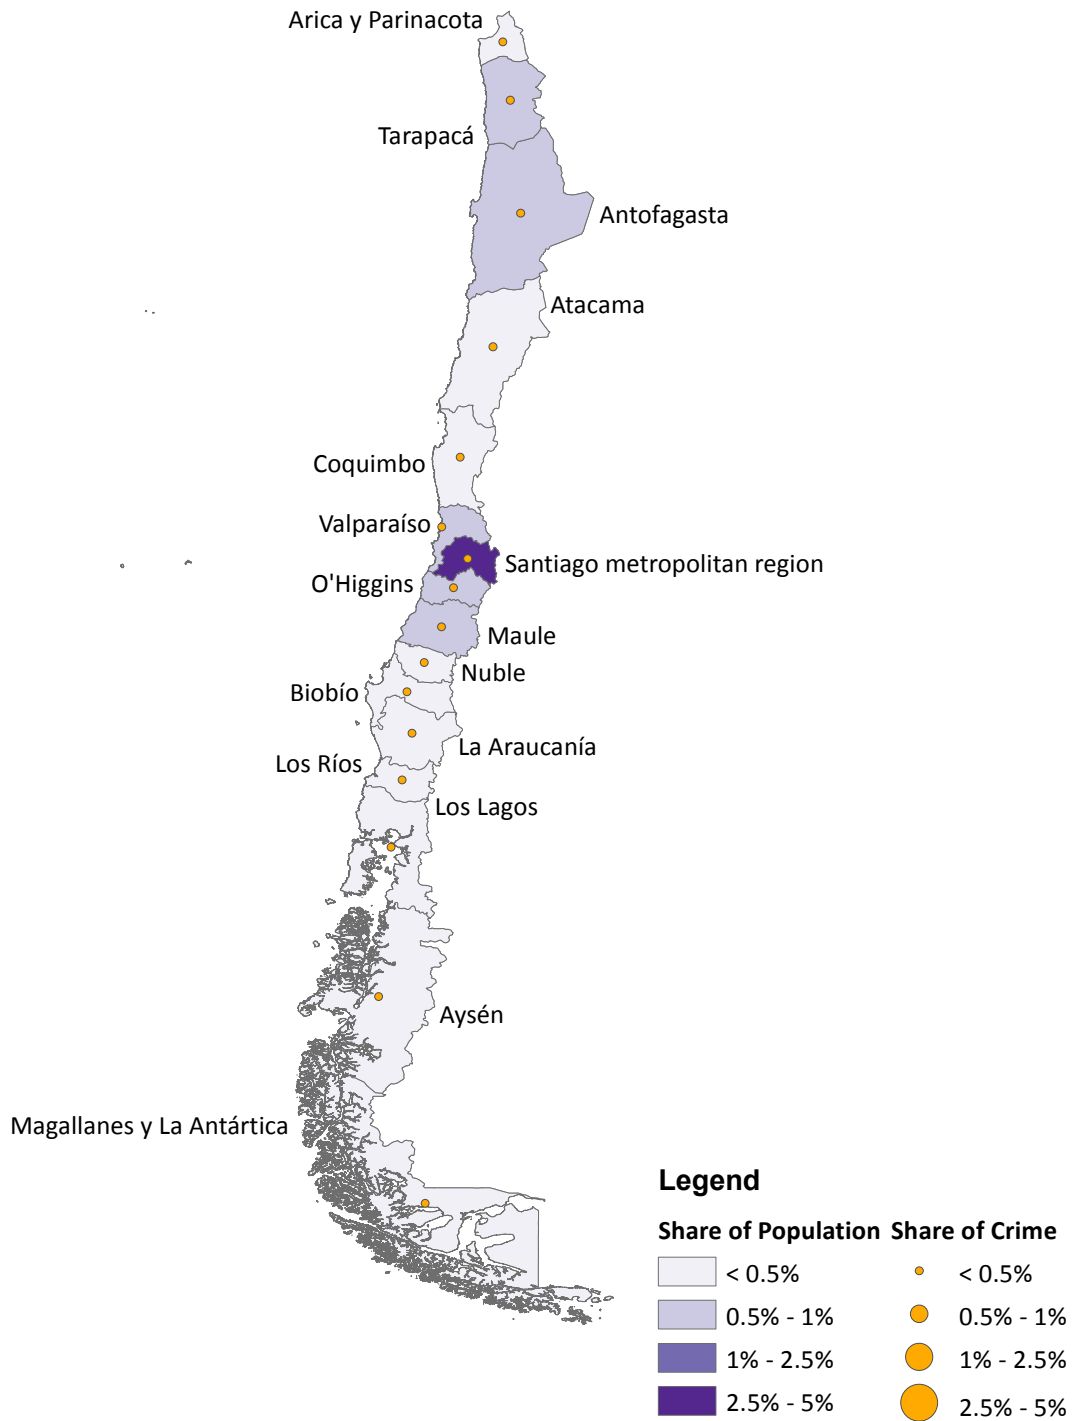 Arica y Parinacota
Tarapacá
Antofagasta
Atacama
Coquimbo
Valparaíso
Santiago metropolitan region
O'Higgins
Maule
Nuble
Biobío
La Araucanía
Los Ríos
Los Lagos
Aysén
Magallanes y La Antártica
Legend
Share of Population Share of Crime
< 0.5% < 0.5%
0.5% - 1% 0.5% - 1%
1% - 2.5% 1% - 2.5%
2.5% - 5% 2.5% - 5%